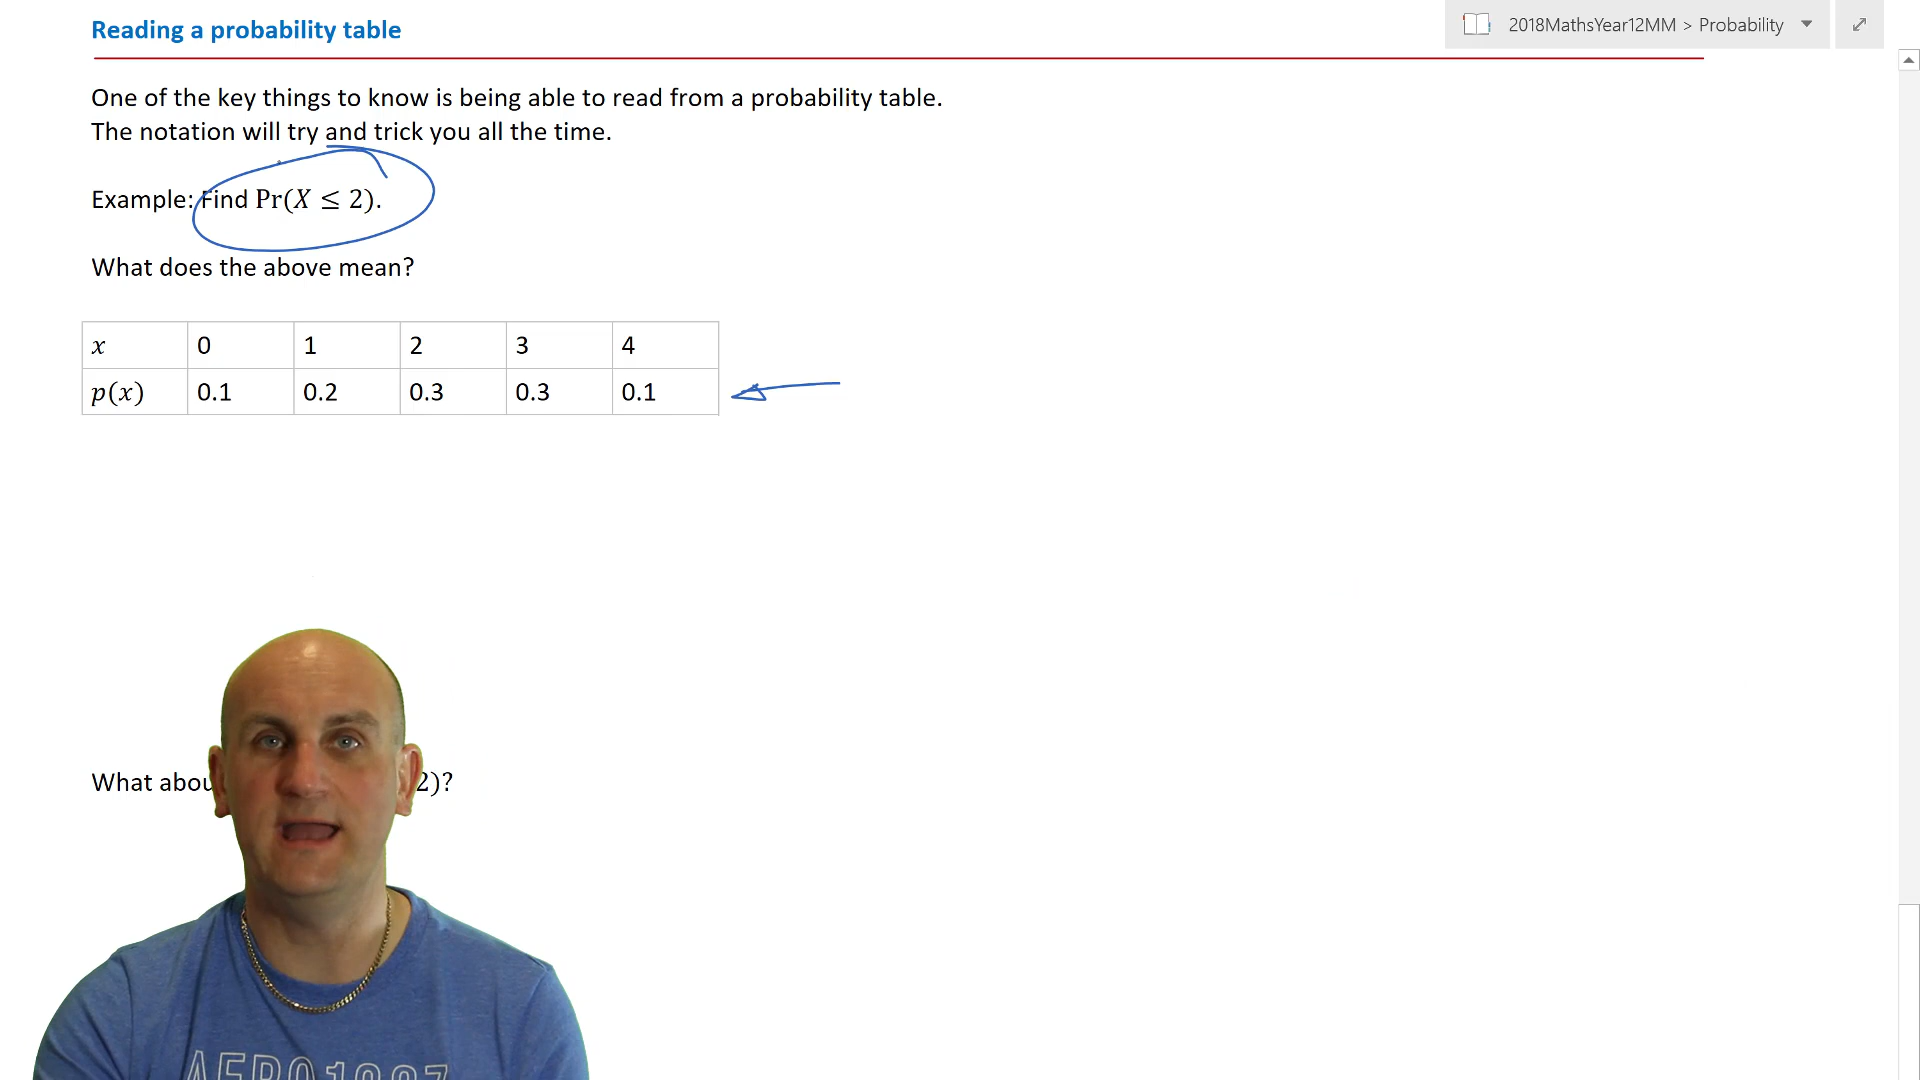 Reading a probability table
2018MathsYear12MM > Probability
One of the key things to know is being able to read from a probability table.
The notation will try and trick you all the time.
Example: Find Pr(X ≤ 2).
What does the above mean?
x 0 1 2 3 4
p(x) 0.1 0.2 0.3 0.3 0.1
What 2)?